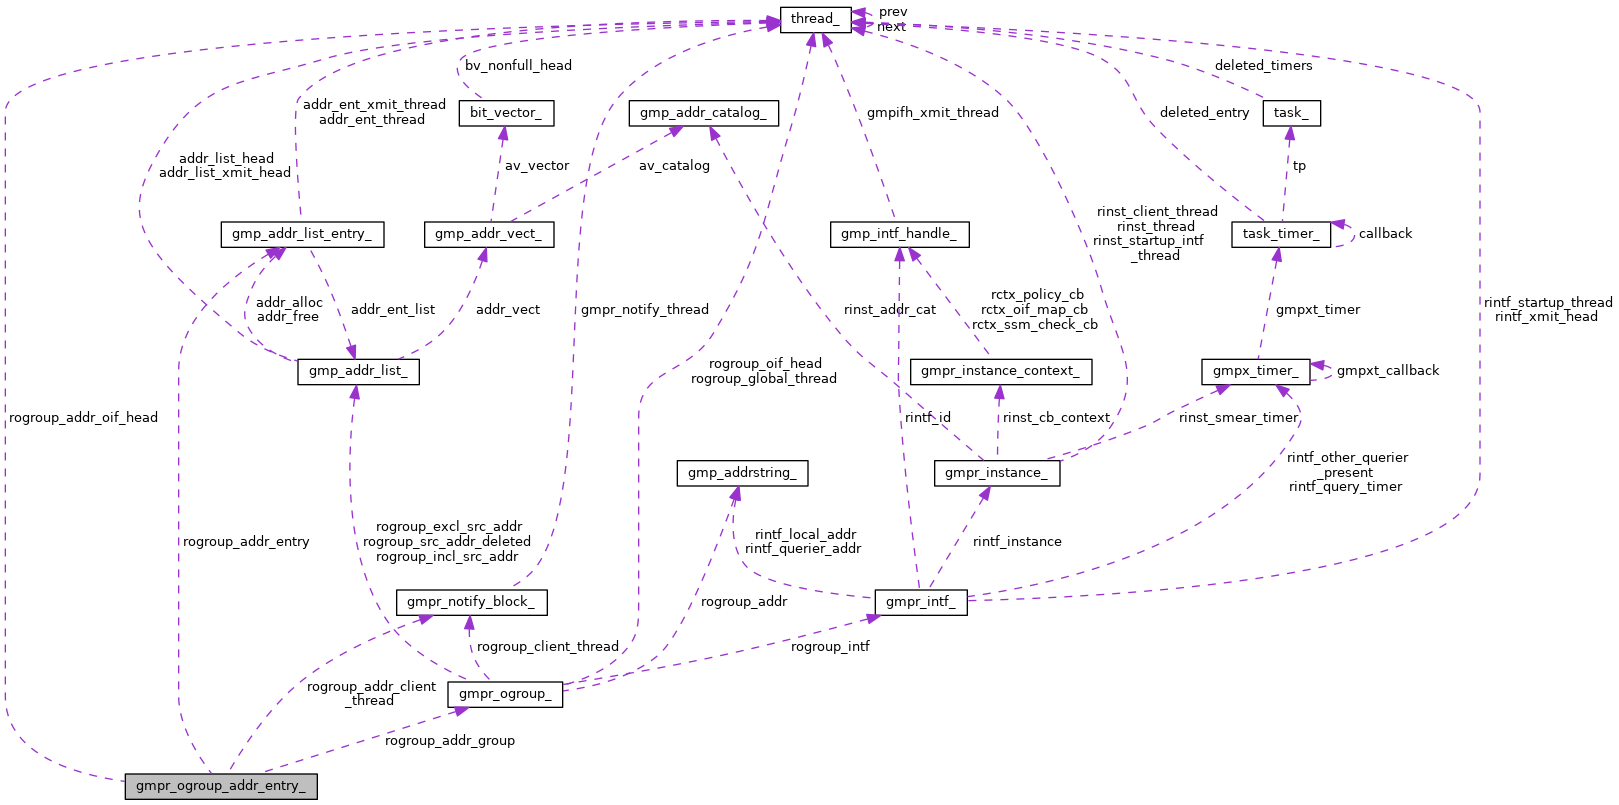 thread_
prev
next
bv_nonfull_head
deleted_timers
addr_ent_xmit_thread
addr_ent_thread
bit_vector_
gmp_addr_catalog_
gmpifh_xmit_thread
deleted_entry
task_
addr_list_head
addr_list_xmit_head
av_vector
av_catalog
tp
gmp_addr_list_entry_
gmp_addr_vect_
gmp_intf_handle_
rinst_client_thread
rinst_thread
rinst_startup_intf
_thread
task_timer_
callback
addr_alloc
addr_free
addr_ent_list
addr_vect
gmpr_notify_thread
rinst_addr_cat
rctx_policy_cb
rctx_oif_map_cb
rctx_ssm_check_cb
gmpxt_timer
rintf_startup_thread
rintf_xmit_head
gmp_addr_list_
rogroup_oif_head
rogroup_global_thread
gmpr_instance_context_
gmpx_timer_
gmpxt_callback
rogroup_addr_oif_head
rintf_id
rinst_cb_context
rinst_smear_timer
gmp_addrstring_
gmpr_instance_
rintf_other_querier
_present
rintf_query_timer
rogroup_addr_entry
rogroup_excl_src_addr
rogroup_src_addr_deleted
rogroup_incl_src_addr
rintf_local_addr
rintf_querier_addr
rintf_instance
gmpr_notify_block_
rogroup_addr
gmpr_intf_
rogroup_client_thread
rogroup_intf
rogroup_addr_client
_thread
gmpr_ogroup_
rogroup_addr_group
gmpr_ogroup_addr_entry_